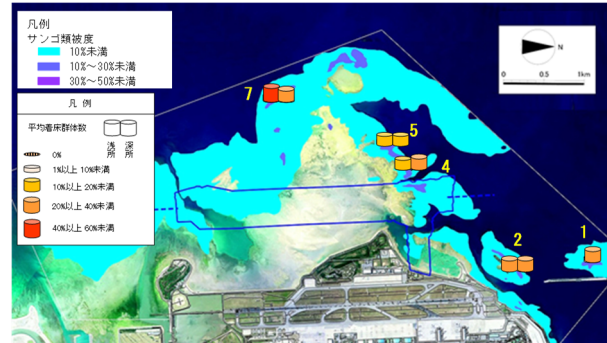 凡例
サンゴ類被度
10%未満
10%～30%未満
30%～50%未満
凡 例
平均着床群体数
浅所
深所
0%
1%以上 10%未満
10%以上 20%未満
20%以上 40%未満
40%以上 60%未満
N
0 0.5 1km
7
5
4
2
1